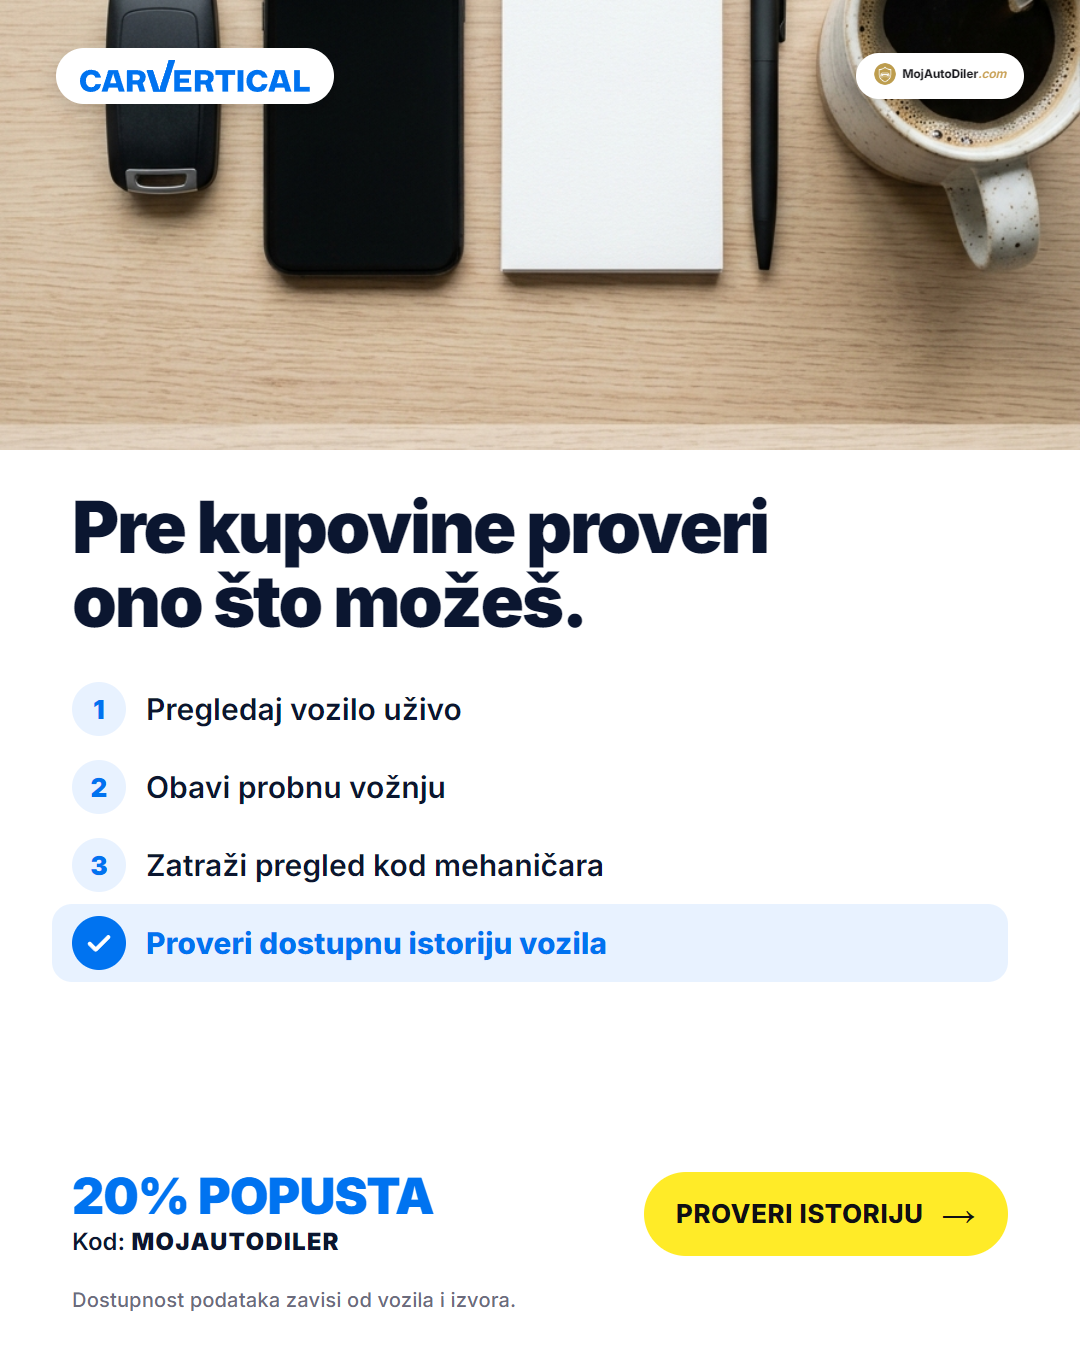 CARVERTICAL
MojAutoDiler.com
Pre kupovine proveri
ono što možeš.
1 Pregledaj vozilo uživo
2 Obavi probnu vožnju
3 Zatraži pregled kod mehaničara
Proveri dostupnu istoriju vozila
20% POPUSTA
Kod: MOJAUTODILER
PROVERI ISTORIJU →
Dostupnost podataka zavisi od vozila i izvora.